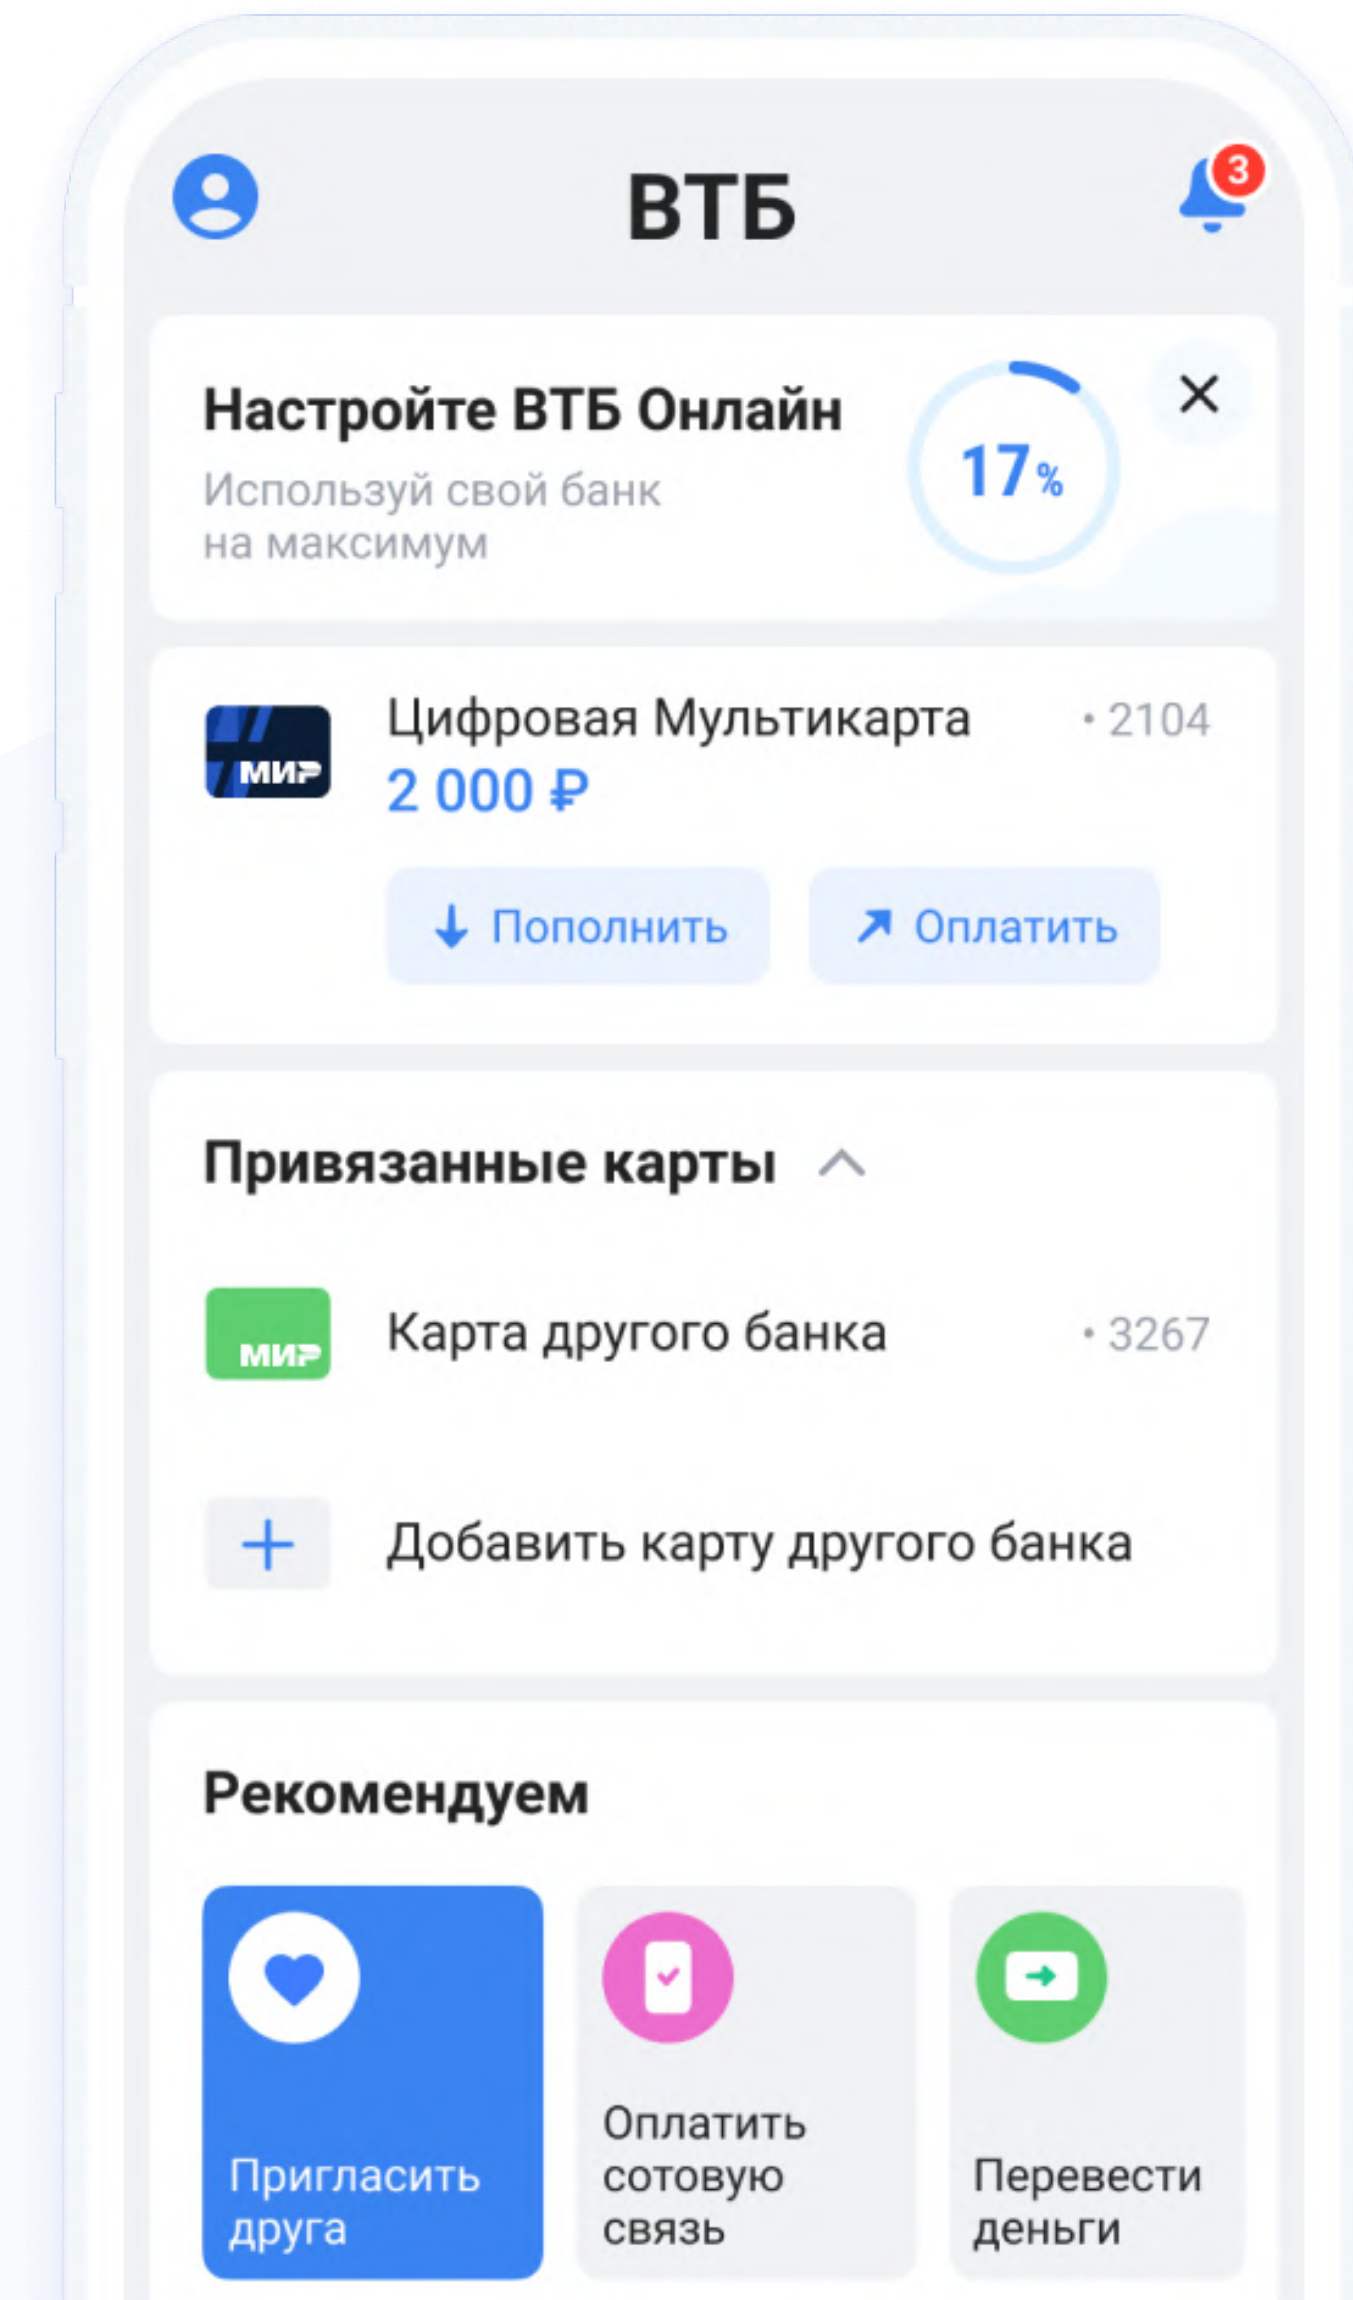 ВТБ
3
Настройте ВТБ Онлайн
Используй свой банк
на максимум
17%
Цифровая Мультикарта
• 2104
МИР
2 000 ₽
Пополнить
Оплатить
Привязанные карты
МИР
Карта другого банка
• 3267
Добавить карту другого банка
Рекомендуем
Пригласить
друга
Оплатить
сотовую
связь
Перевести
деньги